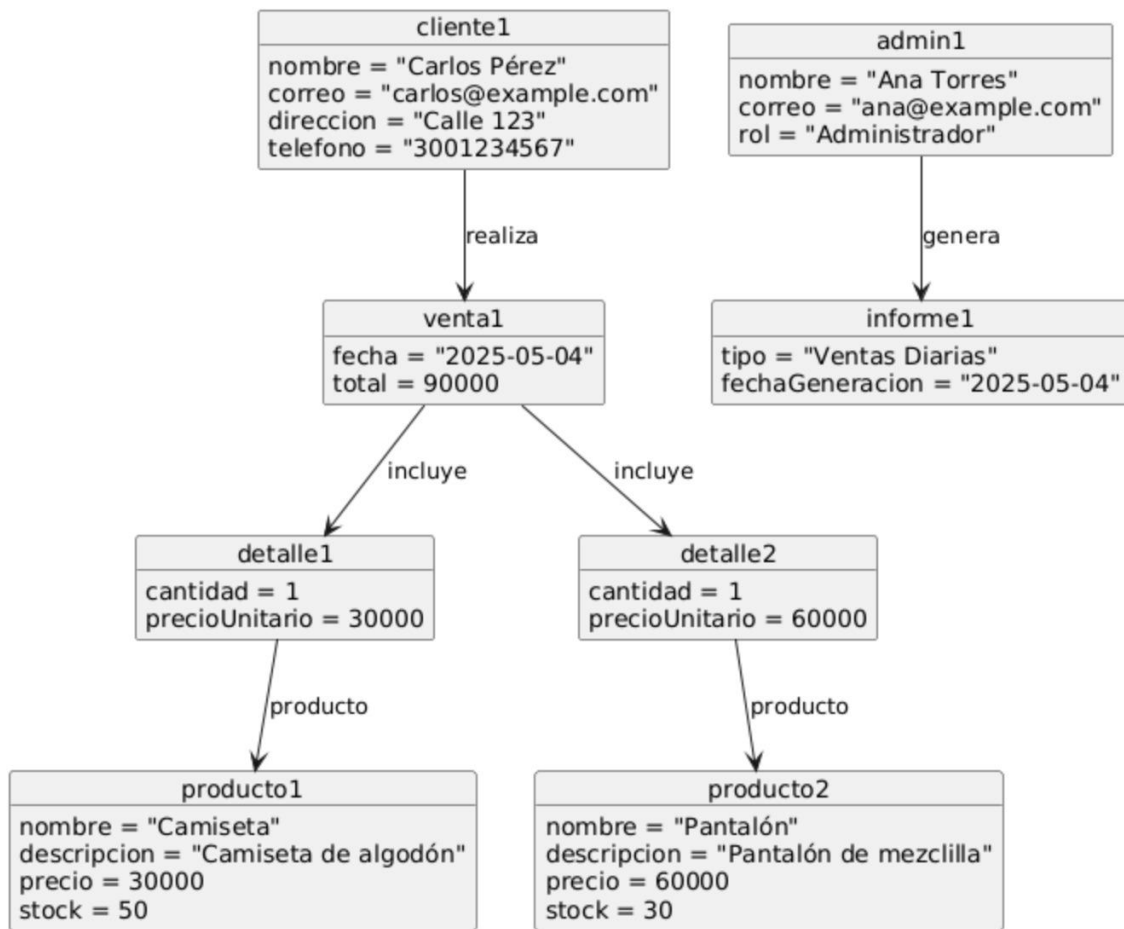 cliente1
nombre = "Carlos Pérez"
correo = "carlos@example.com"
direccion = "Calle 123"
telefono = "3001234567"
admin1
nombre = "Ana Torres"
correo = "ana@example.com"
rol = "Administrador"
realiza
genera
venta1
fecha = "2025-05-04"
total = 90000
informe1
tipo = "Ventas Diarias"
fechaGeneracion = "2025-05-04"
incluye
incluye
detalle1
cantidad = 1
precioUnitario = 30000
detalle2
cantidad = 1
precioUnitario = 60000
producto
producto
producto1
nombre = "Camiseta"
descripcion = "Camiseta de algodón"
precio = 30000
stock = 50
producto2
nombre = "Pantalón"
descripcion = "Pantalón de mezclilla"
precio = 60000
stock = 30